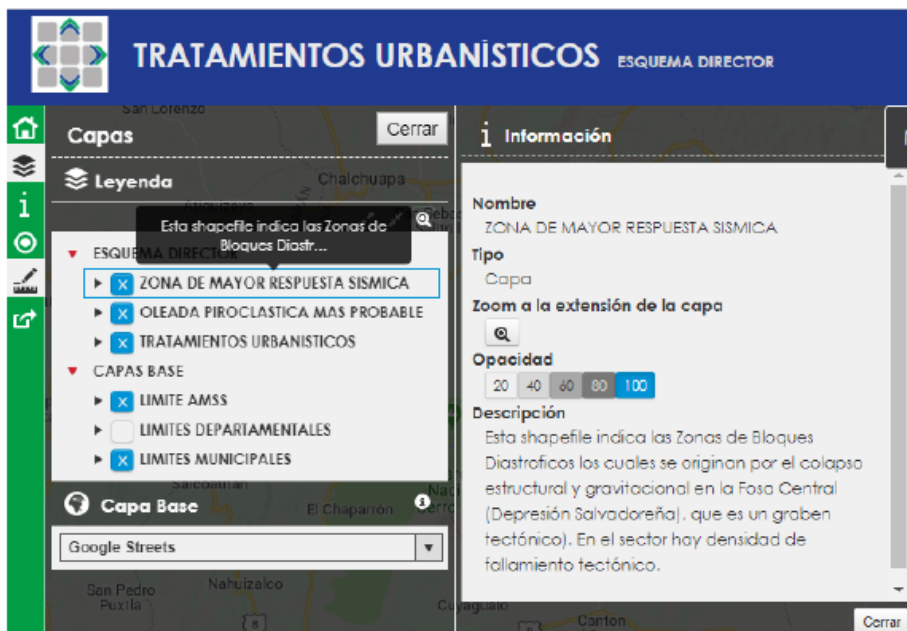 TRATAMIENTOS URBANÍSTICOS ESQUEMA DIRECTOR
San Lorenzo
Capas
Cerrar
Leyenda
Chalchuapa
Esta shapefile indica las Zonas de
Bloques Diastr...
ESQUEMA DIRECTOR
ZONA DE MAYOR RESPUESTA SISMICA
OLEADA PIROCLASTICA MAS PROBABLE
TRATAMIENTOS URBANISTICOS
CAPAS BASE
LIMITE AMSS
LIMITES DEPARTAMENTALES
LIMITES MUNICIPALES
El Chaparrón
Capa Base
Google Streets
San Pedro
Puxtla
Nahuizalco
8
i Información
Nombre
ZONA DE MAYOR RESPUESTA SISMICA
Tipo
Capa
Zoom a la extensión de la capa
Opacidad
20 40 60 80 100
Descripción
Esta shapefile indica las Zonas de Bloques
Diastroficos los cuales se originan por el colapso
estructural y gravitacional en la Fosa Central
(Depresión Salvadoreña), que es un graben
tectónico). En el sector hay densidad de
fallamiento tectónico.
Canton
Cerrar